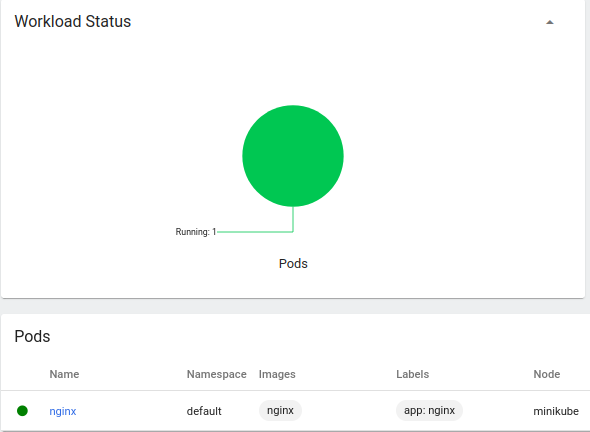 Workload Status
Running: 1
Pods
Pods
Name Namespace Images Labels Node
nginx default nginx app: nginx minikube